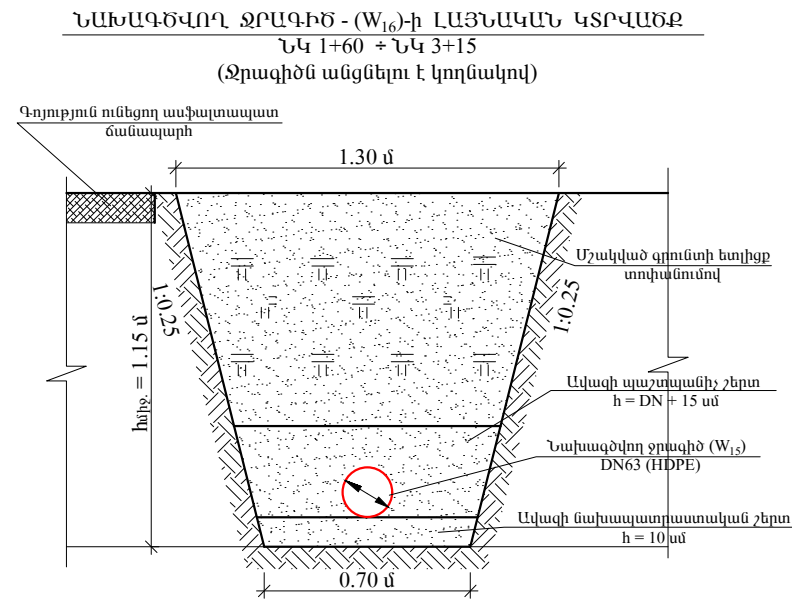 ՆԱԽԱԳԾՎՈՂ ՋՐԱԳԻԾ - (W16)-ի ԼԱՅՆԱԿԱՆ ԿՏՐՎԱԾՔ
ՆԿ 1+60 ÷ ՆԿ 3+15
(Ջրագիծն անցնելու է կողնակով)
Գոյություն ունեցող ասֆալտապատ
ճանապարհ
1.30 մ
Մշակված գրունտի ետլիցք
տոփանումով
1:0.25
1:0.25
hմիջ. = 1.15 մ
Ավազի պաշտպանիչ շերտ
h = DN + 15 սմ
Նախագծվող ջրագիծ (W15)
DN63 (HDPE)
Ավազի նախապատրաստական շերտ
h = 10 սմ
0.70 մ